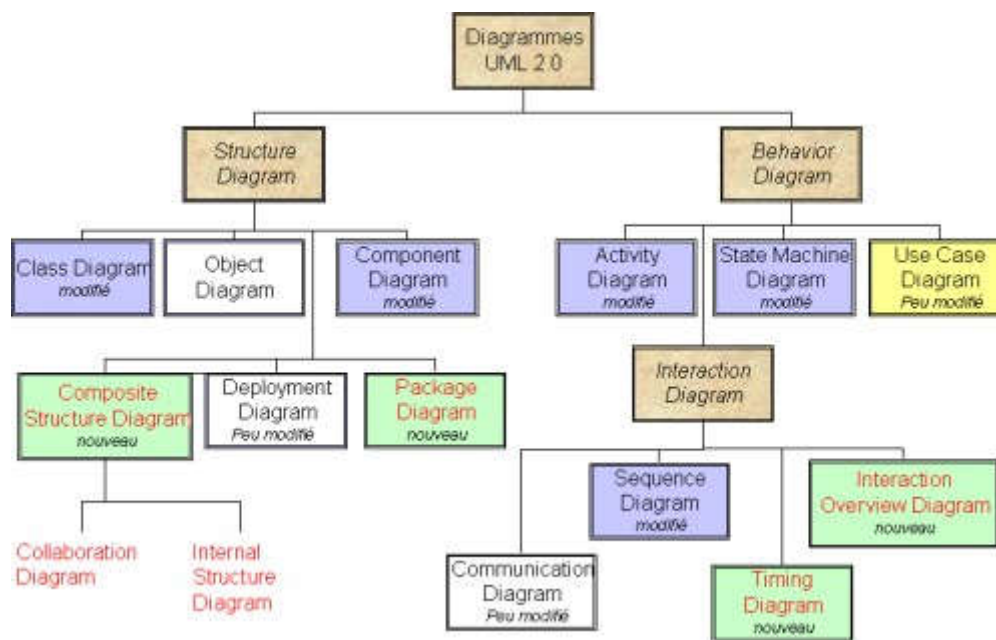 Diagrammes
UML 2.0
Structure
Diagram
Behavior
Diagram
Class Diagram
modifié
Object
Diagram
Component
Diagram
modifié
Activity
Diagram
modifié
State Machine
Diagram
modifié
Use Case
Diagram
Peu modifié
Interaction
Diagram
Composite
Structure Diagram
nouveau
Deployment
Diagram
Peu modifié
Package
Diagram
nouveau
Sequence
Diagram
modifié
Interaction
Overview Diagram
nouveau
Collaboration
Diagram
Internal
Structure
Diagram
Communication
Diagram
Peu modifié
Timing
Diagram
nouveau